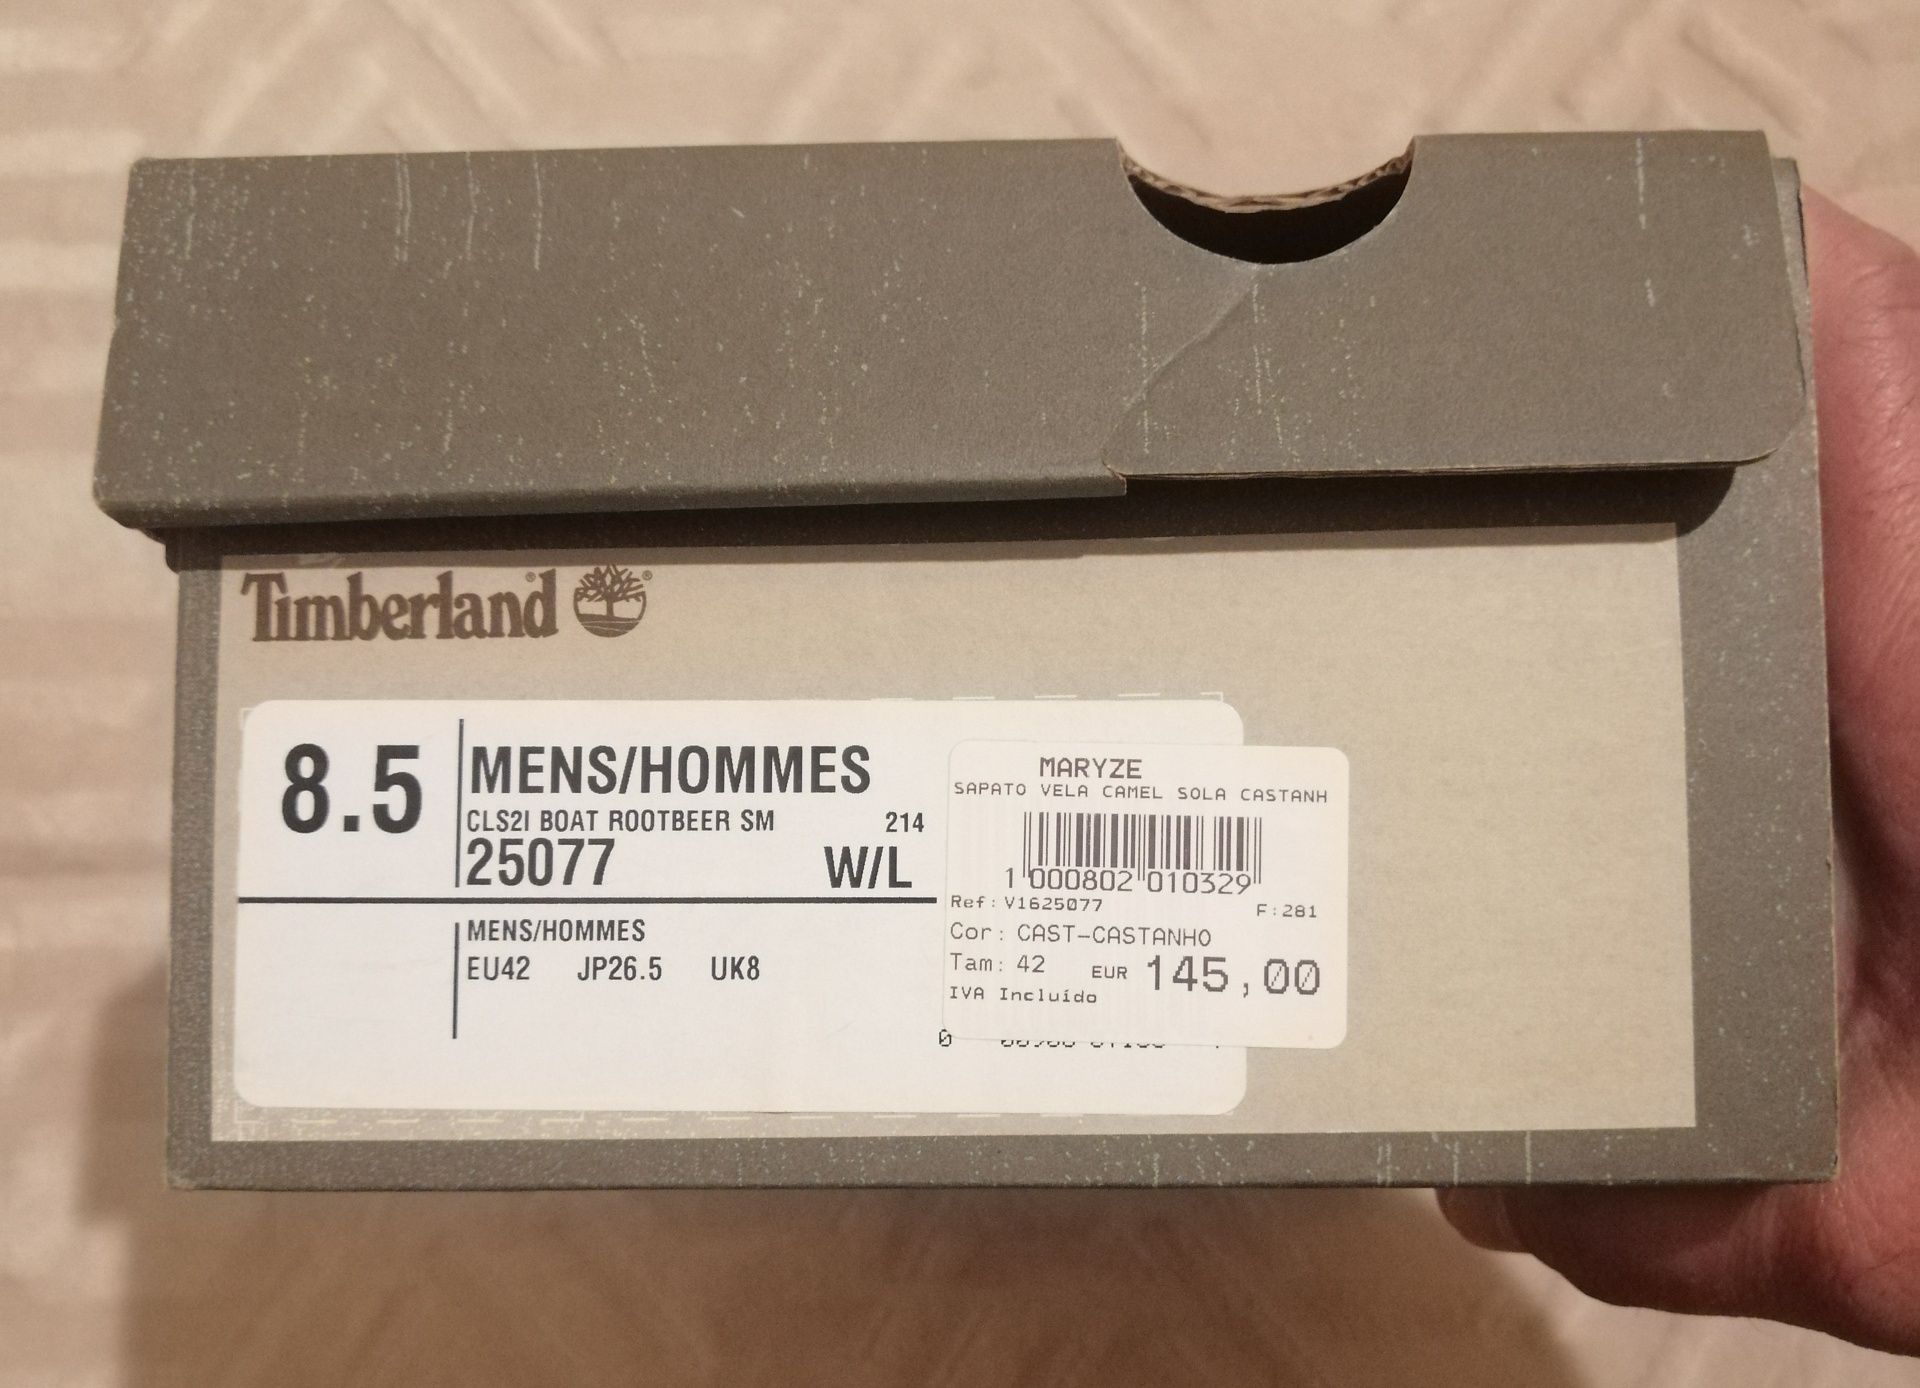 Timberland
8.5
MENS/HOMMES
CLS2I BOAT ROOTBEER SM 214
25077 W/L
MENS/HOMMES
EU42 JP26.5 UK8
MARYZE
SAPATO VELA CAMEL SOLA CASTANH
1 000802 010329
Ref: V1625077 F:281
Cor: CAST-CASTANHO
Tam: 42 EUR 145,00
IVA Incluído
0